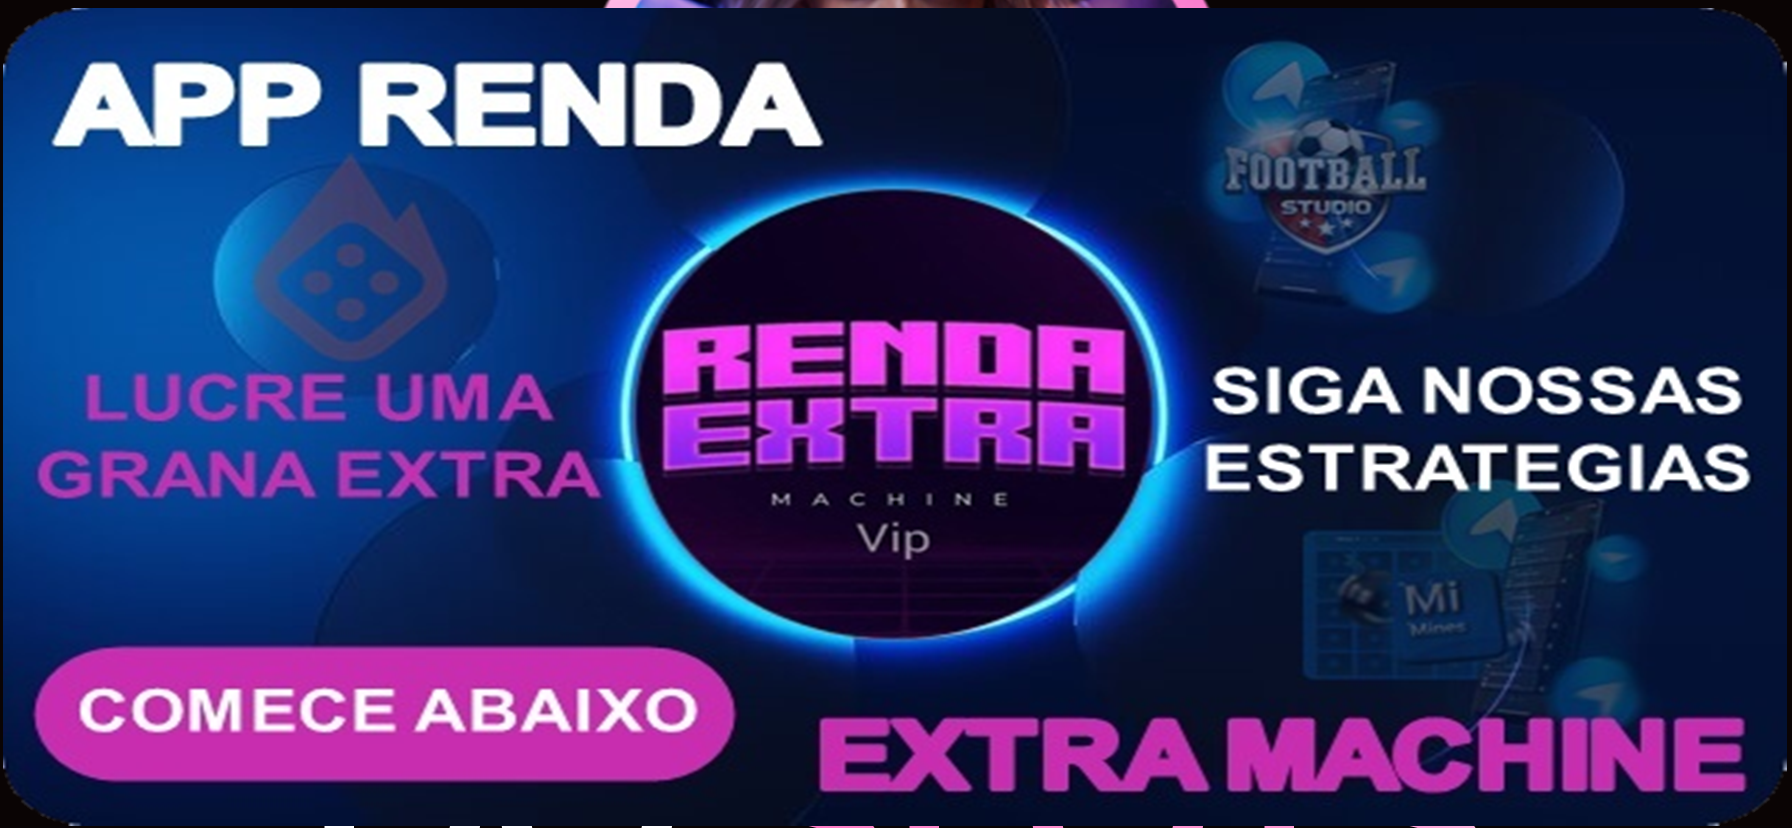 APP RENDA
FOOTBALL
STUDIO
LUCRE UMA
GRANA EXTRA
RENDA
EXTRA
MACHINE
Vip
SIGA NOSSAS
ESTRATEGIAS
Mi
Mines
COMECE ABAIXO
EXTRA MACHINE